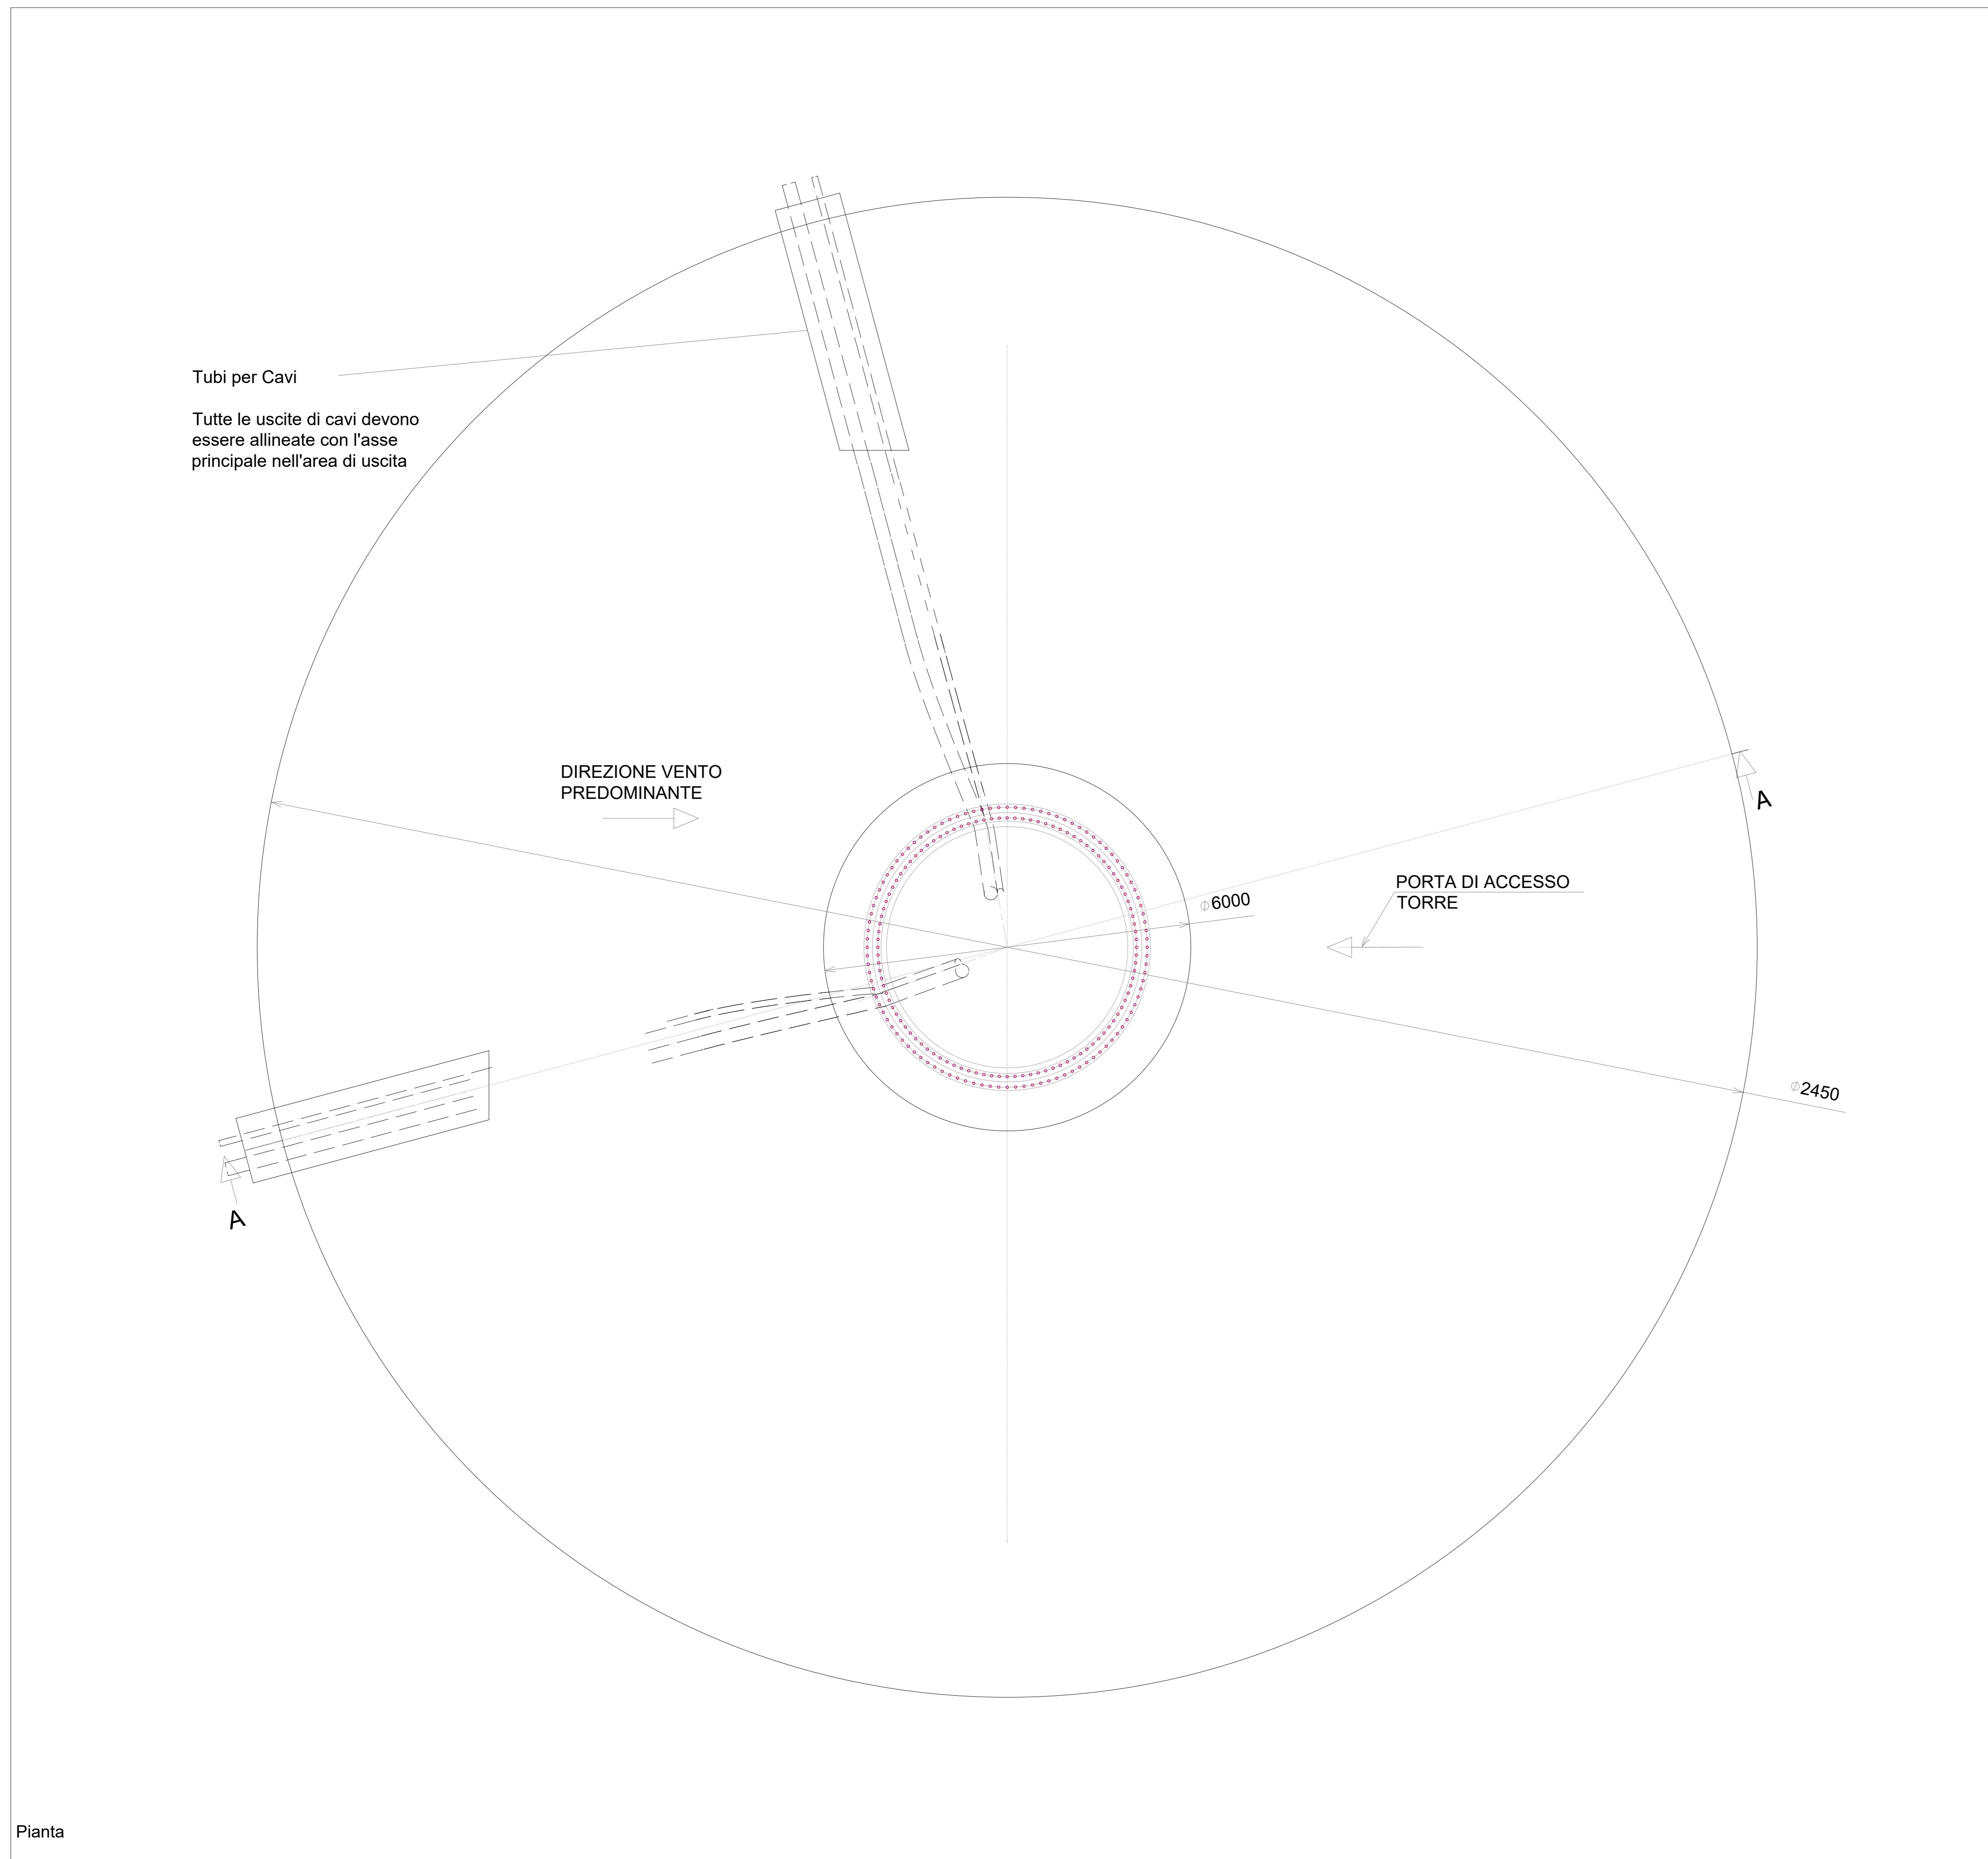 Tubi per Cavi
Tutte le uscite di cavi devono
essere allineate con l'asse
principale nell'area di uscita
DIREZIONE VENTO
PREDOMINANTE
A
PORTA DI ACCESSO
TORRE
⌀6000
⌀2450
A
Pianta